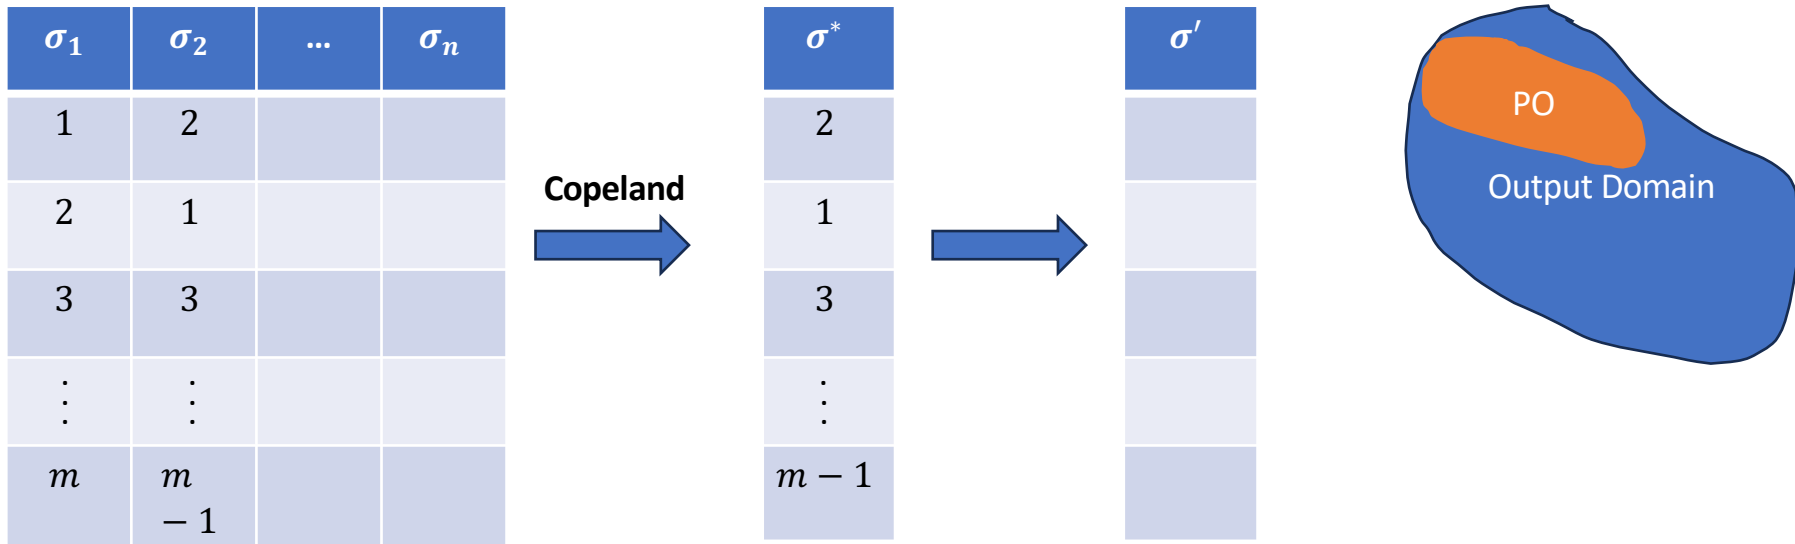 σ₁ σ₂ ... σₙ
1 2
2 1
3 3
⋮ ⋮
m m
− 1
Copeland
σ*
2
1
3
⋮
m − 1
σ′
PO
Output Domain